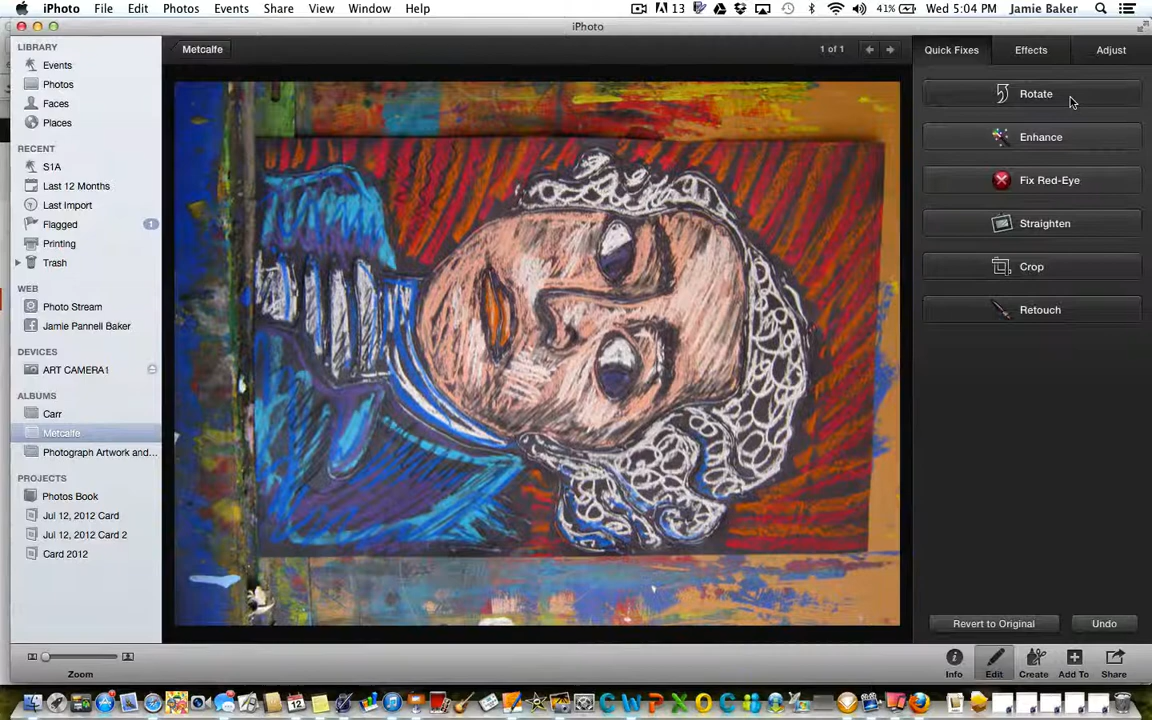 iPhoto File Edit Photos Events Share View Window Help 13 41% Wed 5:04 PM Jamie Baker
iPhoto
LIBRARY
Events
Photos
Faces
Places
RECENT
S1A
Last 12 Months
Last Import
Flagged 1
Printing
Trash
WEB
Photo Stream
Jamie Pannell Baker
DEVICES
ART CAMERA1
ALBUMS
Carr
Metcalfe
Photograph Artwork and...
PROJECTS
Photos Book
Jul 12, 2012 Card
Jul 12, 2012 Card 2
Card 2012
Zoom
Metcalfe
1 of 1
Quick Fixes Effects Adjust
Rotate
Enhance
Fix Red-Eye
Straighten
Crop
Retouch
Revert to Original Undo
Info Edit Create Add To Share